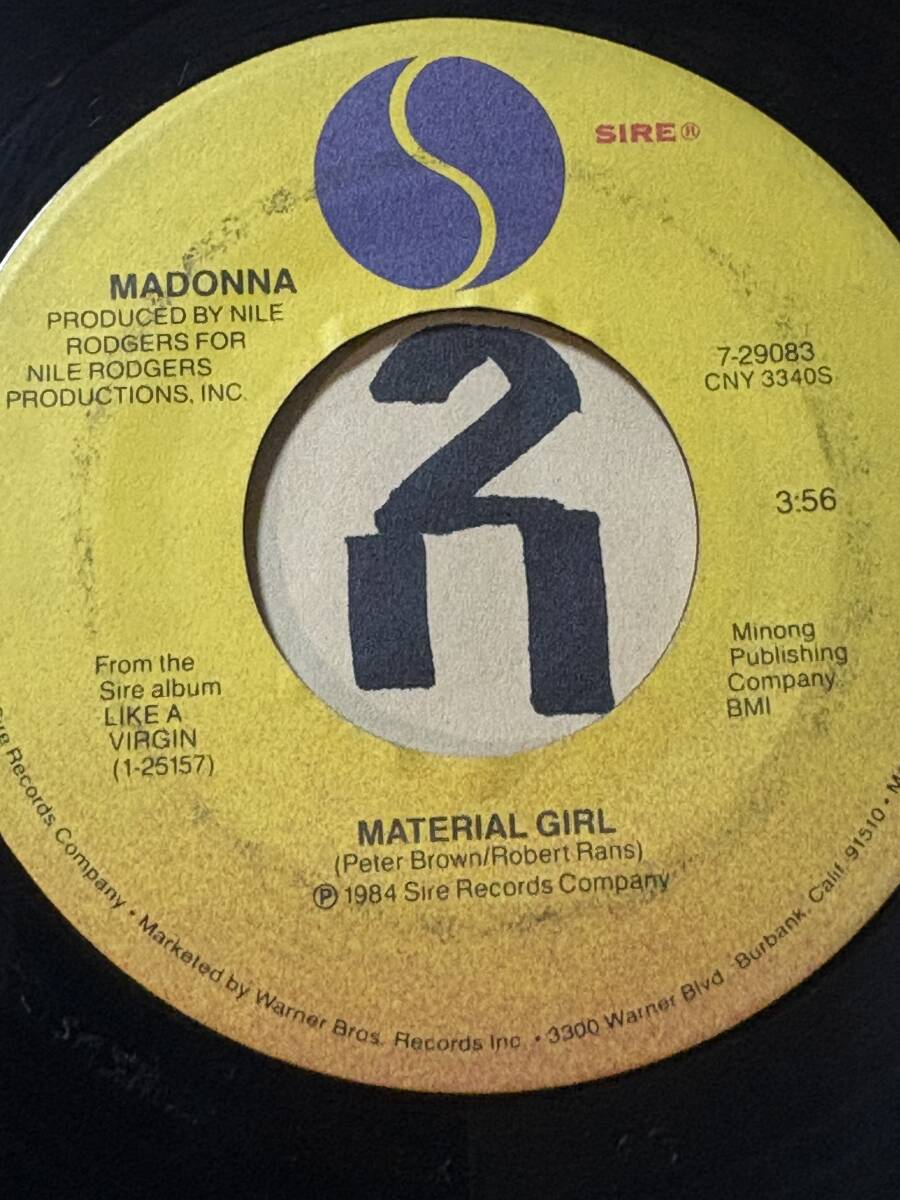 SIRE®
MADONNA
PRODUCED BY NILE
RODGERS FOR
NILE RODGERS
PRODUCTIONS, INC.
7-29083
CNY 3340S
2
3:56
Minong
Publishing
Company
BMI
From the
Sire album
LIKE A
VIRGIN
(1-25157)
MATERIAL GIRL
(Peter Brown/Robert Rans)
℗ 1984 Sire Records Company
Sire Records Company • Marketed by Warner Bros. Records Inc. • 3300 Warner Blvd. Burbank, Calif. 91510 •